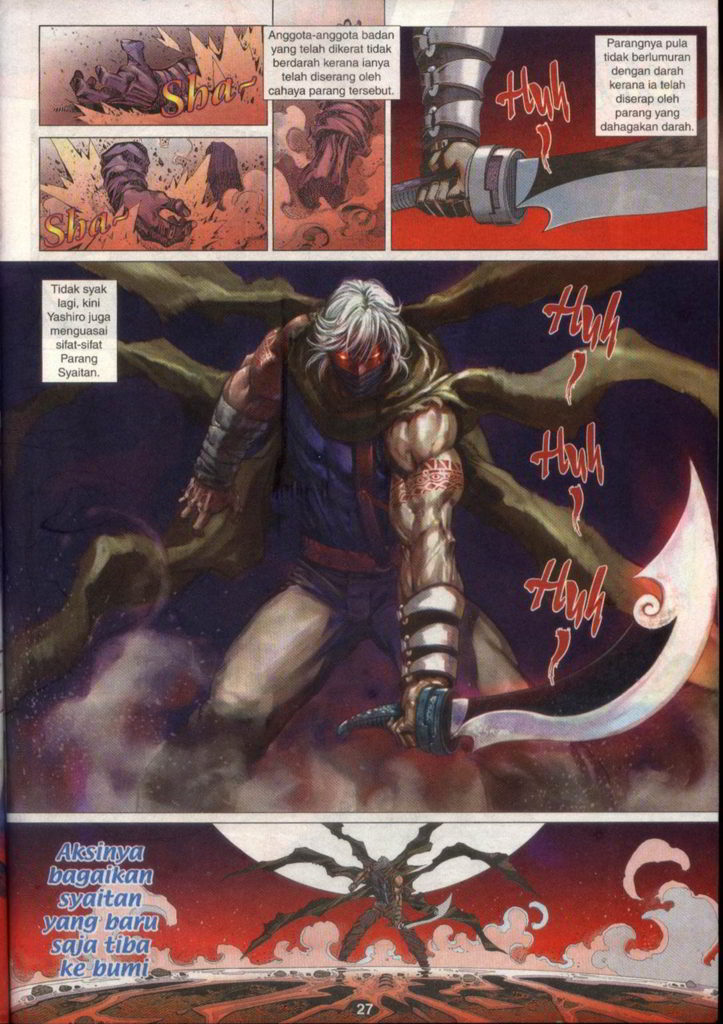 Sha~
Anggota-anggota badan
yang telah dikerat tidak
berdarah kerana ianya
telah diserang oleh
cahaya parang tersebut.
Huh
Parangnya pula
tidak berlumuran
dengan darah
kerana ia telah
diserap oleh
parang yang
dahagakan darah.
Sha~
Tidak syak
lagi, kini
Yashiro juga
menguasai
sifat-sifat
Parang
Syaitan.
Huh
Huh
Huh
Aksinya
bagaikan
syaitan
yang baru
saja tiba
ke bumi
27